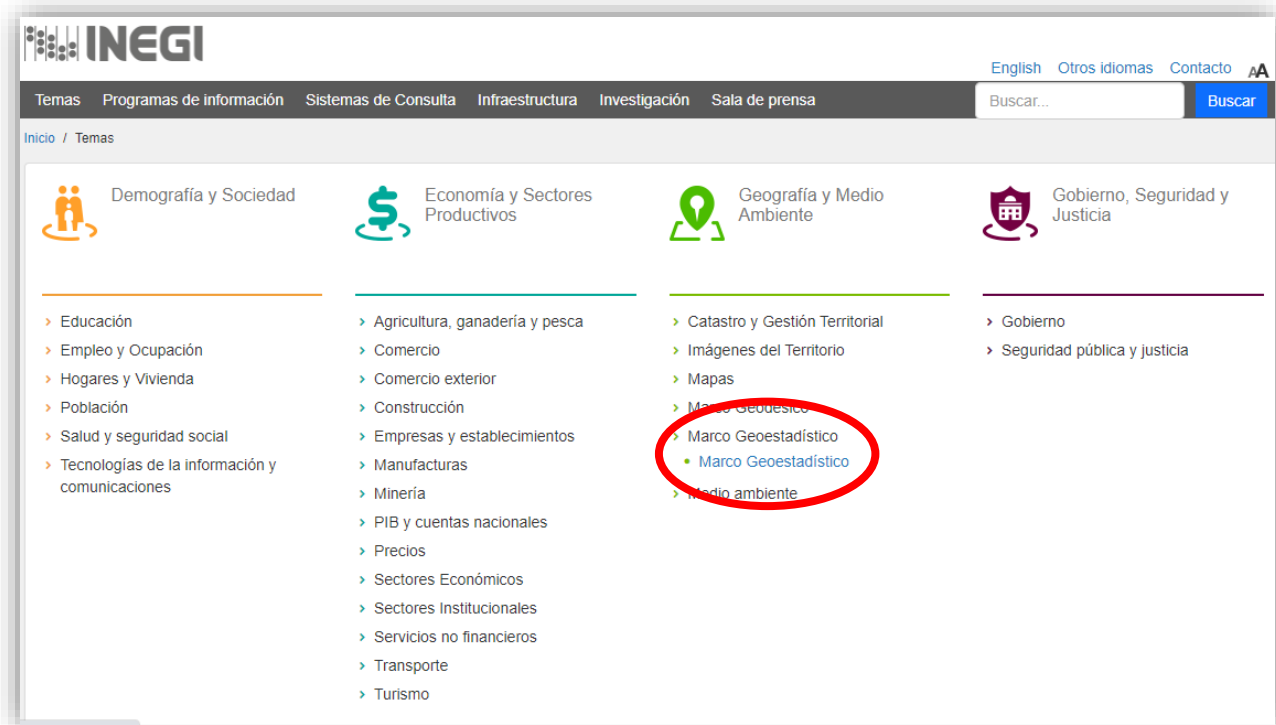 INEGI
English Otros idiomas Contacto AA
Temas Programas de información Sistemas de Consulta Infraestructura Investigación Sala de prensa Buscar... Buscar
Inicio / Temas
Demografía y Sociedad
Educación
Empleo y Ocupación
Hogares y Vivienda
Población
Salud y seguridad social
Tecnologías de la información y
comunicaciones
Economía y Sectores
Productivos
Agricultura, ganadería y pesca
Comercio
Comercio exterior
Construcción
Empresas y establecimientos
Manufacturas
Minería
PIB y cuentas nacionales
Precios
Sectores Económicos
Sectores Institucionales
Servicios no financieros
Transporte
Turismo
Geografía y Medio
Ambiente
Catastro y Gestión Territorial
Imágenes del Territorio
Mapas
Marco Geodésico
Marco Geoestadístico
Marco Geoestadístico
Medio ambiente
Gobierno, Seguridad y
Justicia
Gobierno
Seguridad pública y justicia